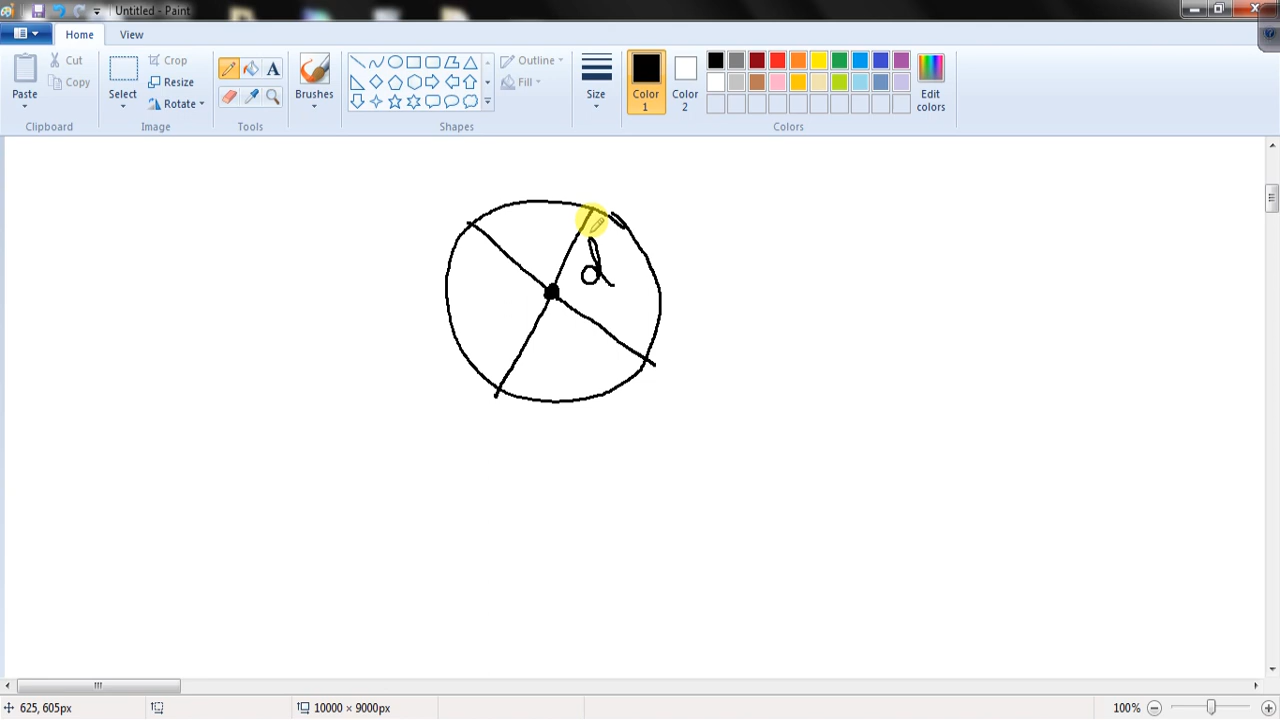 Untitled - Paint
Home
View
Paste
Cut
Copy
Clipboard
Select
Crop
Resize
Rotate
Image
A
Tools
Brushes
Outline
Fill
Shapes
Size
Color 1
Color 2
Edit colors
Colors
d
625, 605px
10000 × 9000px
100%